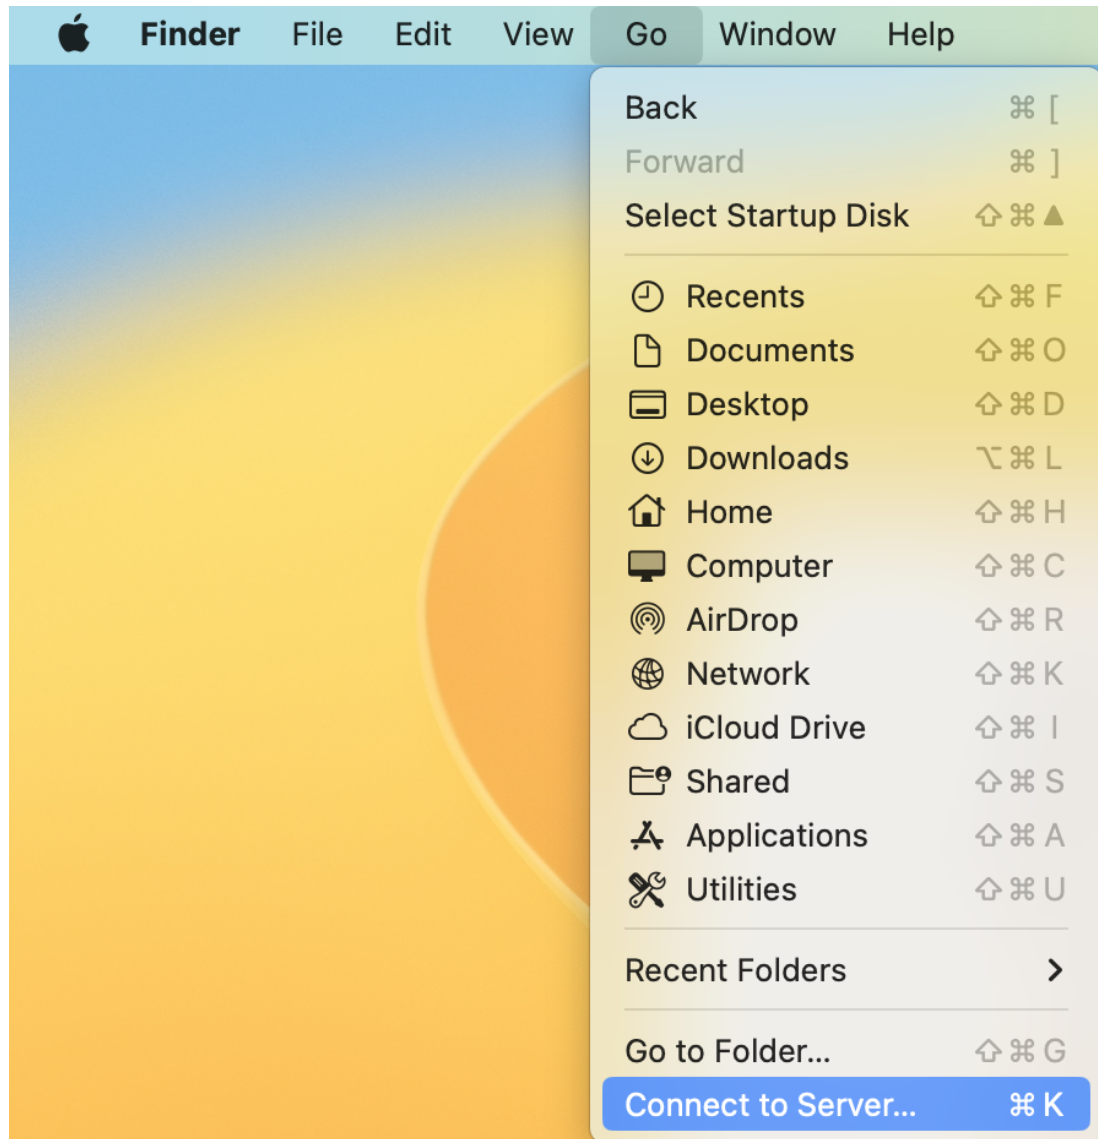 Finder File Edit View Go Window Help
Back ⌘ [
Forward ⌘ ]
Select Startup Disk ⇧ ⌘ ▲
Recents ⇧ ⌘ F
Documents ⇧ ⌘ O
Desktop ⇧ ⌘ D
Downloads ⌥ ⌘ L
Home ⇧ ⌘ H
Computer ⇧ ⌘ C
AirDrop ⇧ ⌘ R
Network ⇧ ⌘ K
iCloud Drive ⇧ ⌘ I
Shared ⇧ ⌘ S
Applications ⇧ ⌘ A
Utilities ⇧ ⌘ U
Recent Folders
Go to Folder... ⇧ ⌘ G
Connect to Server... ⌘ K